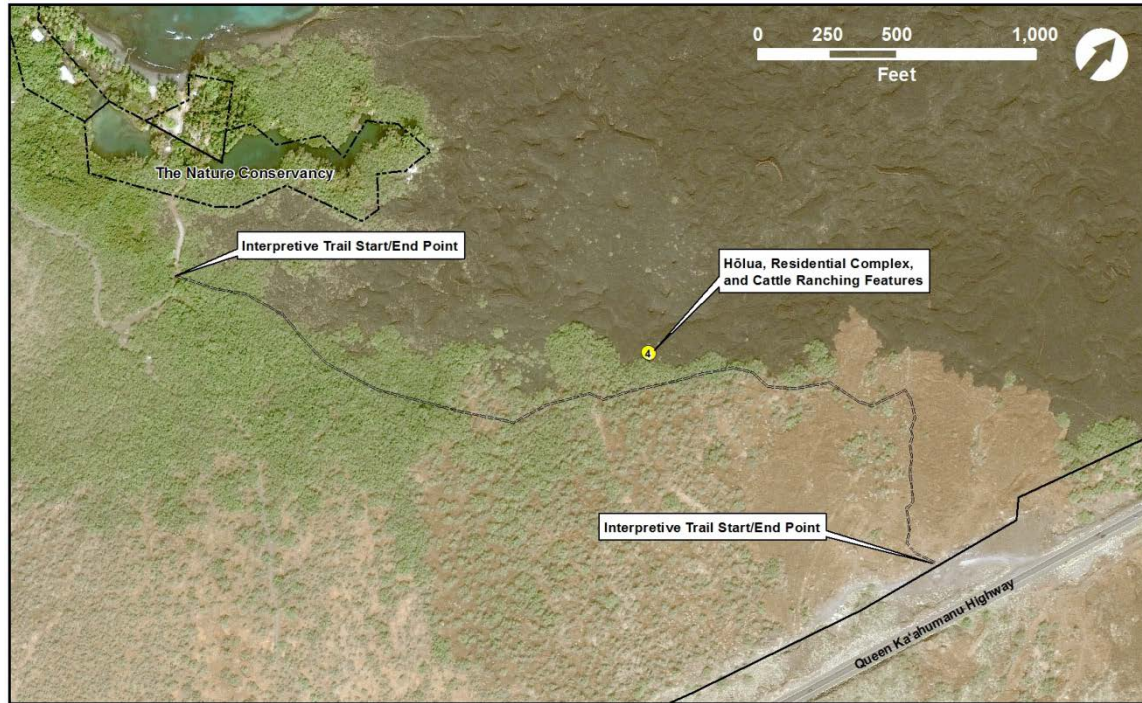 0 250 500 1,000
Feet
The Nature Conservancy
Interpretive Trail Start/End Point
Hōlua, Residential Complex,
and Cattle Ranching Features
4
Interpretive Trail Start/End Point
Queen Ka'ahumanu Highway